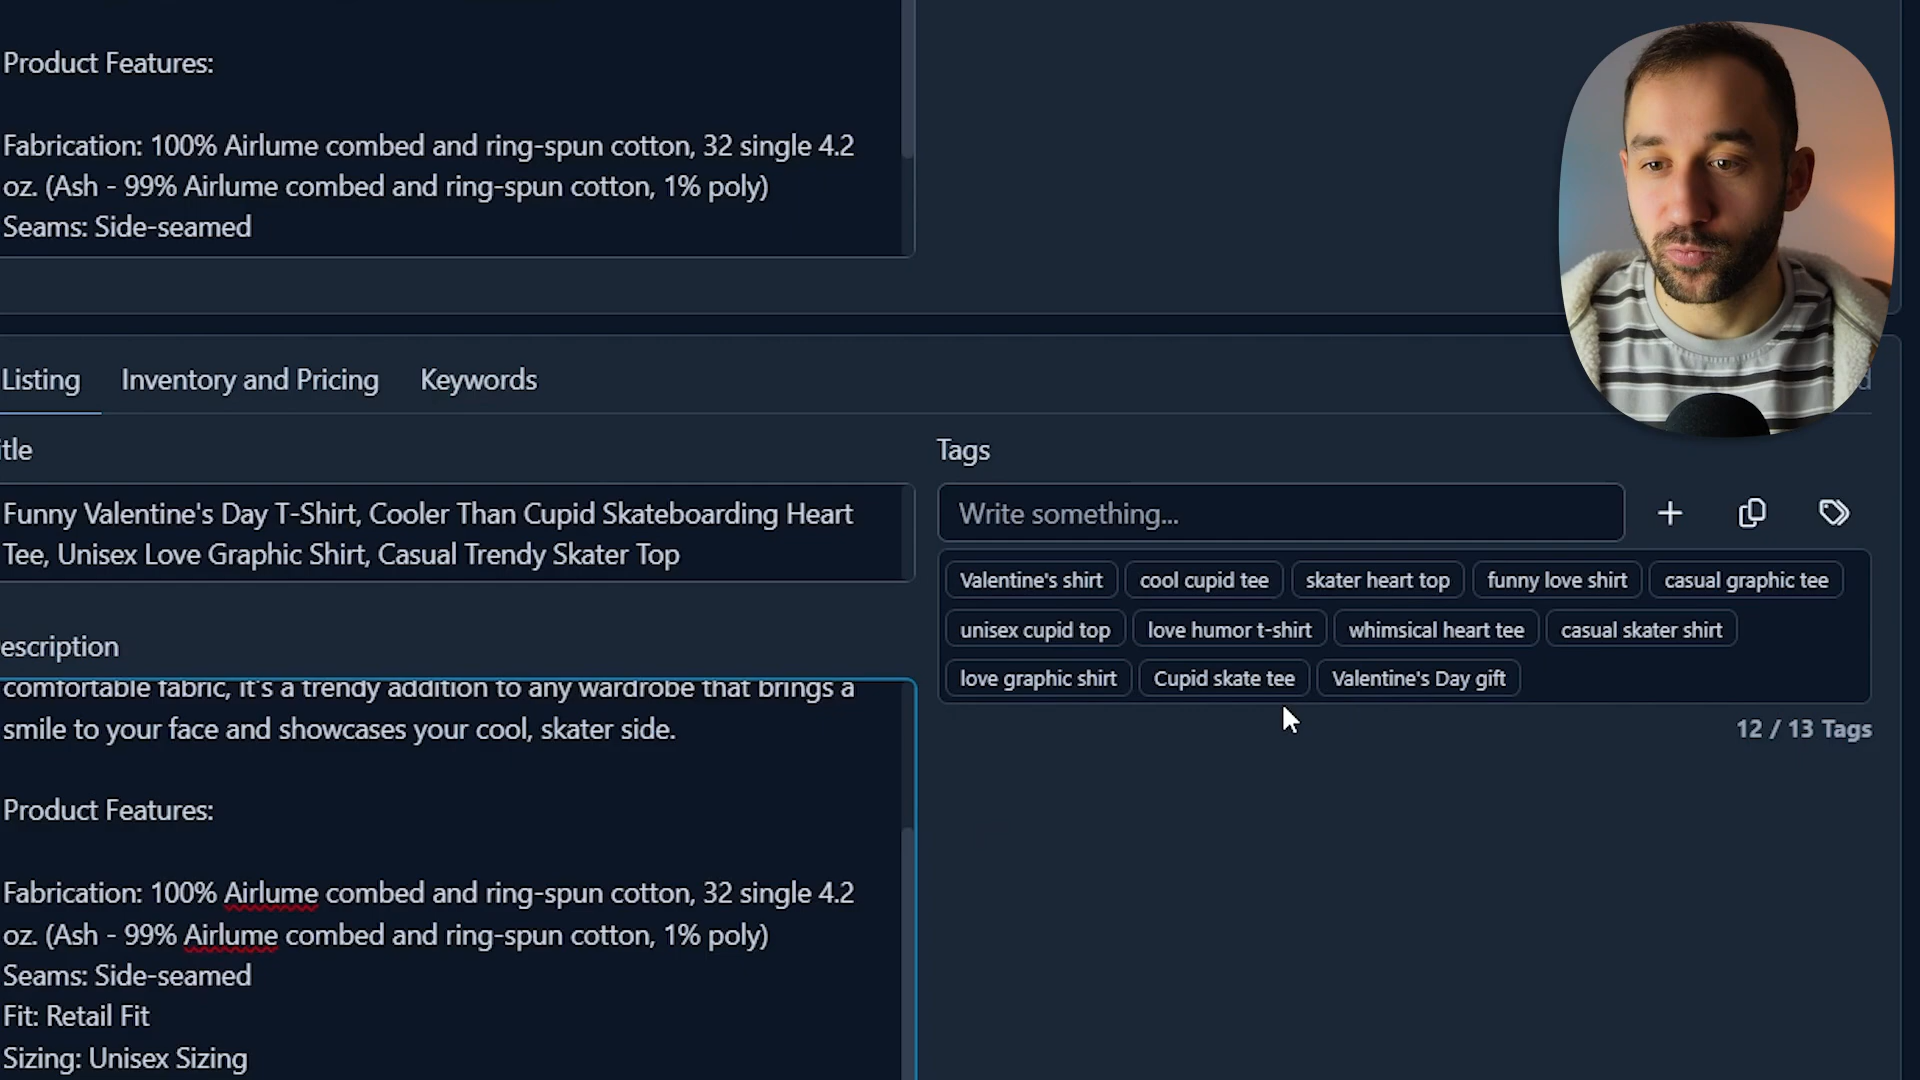 Product Features:
Fabrication: 100% Airlume combed and ring-spun cotton, 32 single 4.2
oz. (Ash - 99% Airlume combed and ring-spun cotton, 1% poly)
Seams: Side-seamed
Listing Inventory and Pricing Keywords
itle
Funny Valentine's Day T-Shirt, Cooler Than Cupid Skateboarding Heart
Tee, Unisex Love Graphic Shirt, Casual Trendy Skater Top
escription
comfortable fabric, it's a trendy addition to any wardrobe that brings a
smile to your face and showcases your cool, skater side.
Product Features:
Fabrication: 100% Airlume combed and ring-spun cotton, 32 single 4.2
oz. (Ash - 99% Airlume combed and ring-spun cotton, 1% poly)
Seams: Side-seamed
Fit: Retail Fit
Sizing: Unisex Sizing
Tags
Write something...
Valentine's shirt cool cupid tee skater heart top funny love shirt casual graphic tee
unisex cupid top love humor t-shirt whimsical heart tee casual skater shirt
love graphic shirt Cupid skate tee Valentine's Day gift
12 / 13 Tags